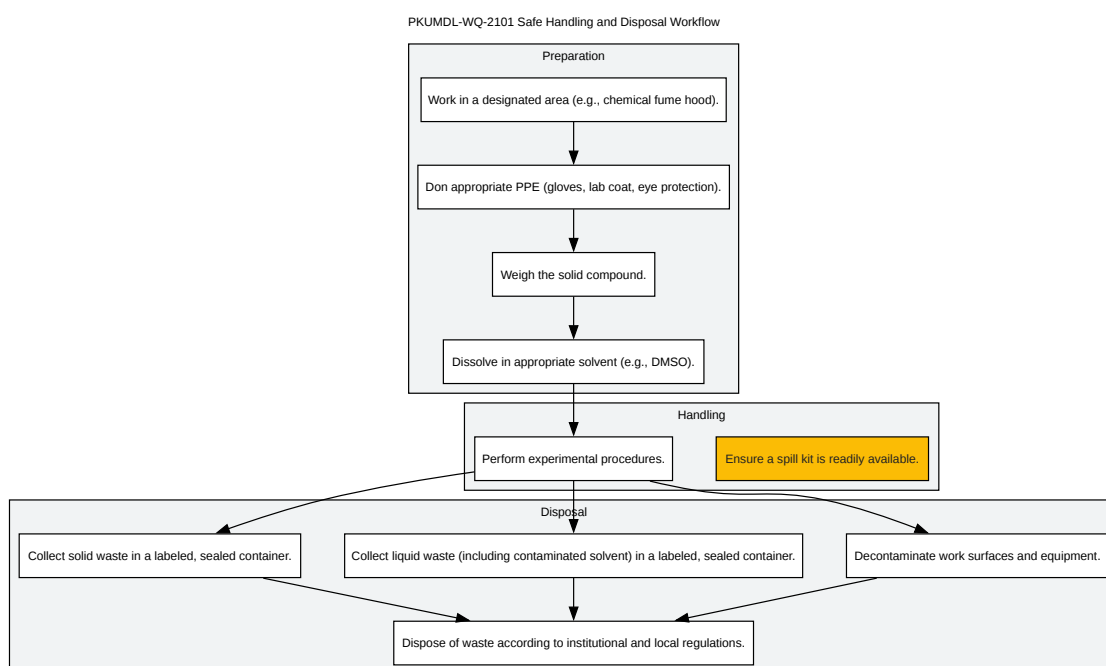 PKUMDL-WQ-2101 Safe Handling and Disposal Workflow
Preparation
Work in a designated area (e.g., chemical fume hood).
Don appropriate PPE (gloves, lab coat, eye protection).
Weigh the solid compound.
Dissolve in appropriate solvent (e.g., DMSO).
Handling
Perform experimental procedures.
Ensure a spill kit is readily available.
Disposal
Collect solid waste in a labeled, sealed container.
Collect liquid waste (including contaminated solvent) in a labeled, sealed container.
Decontaminate work surfaces and equipment.
Dispose of waste according to institutional and local regulations.